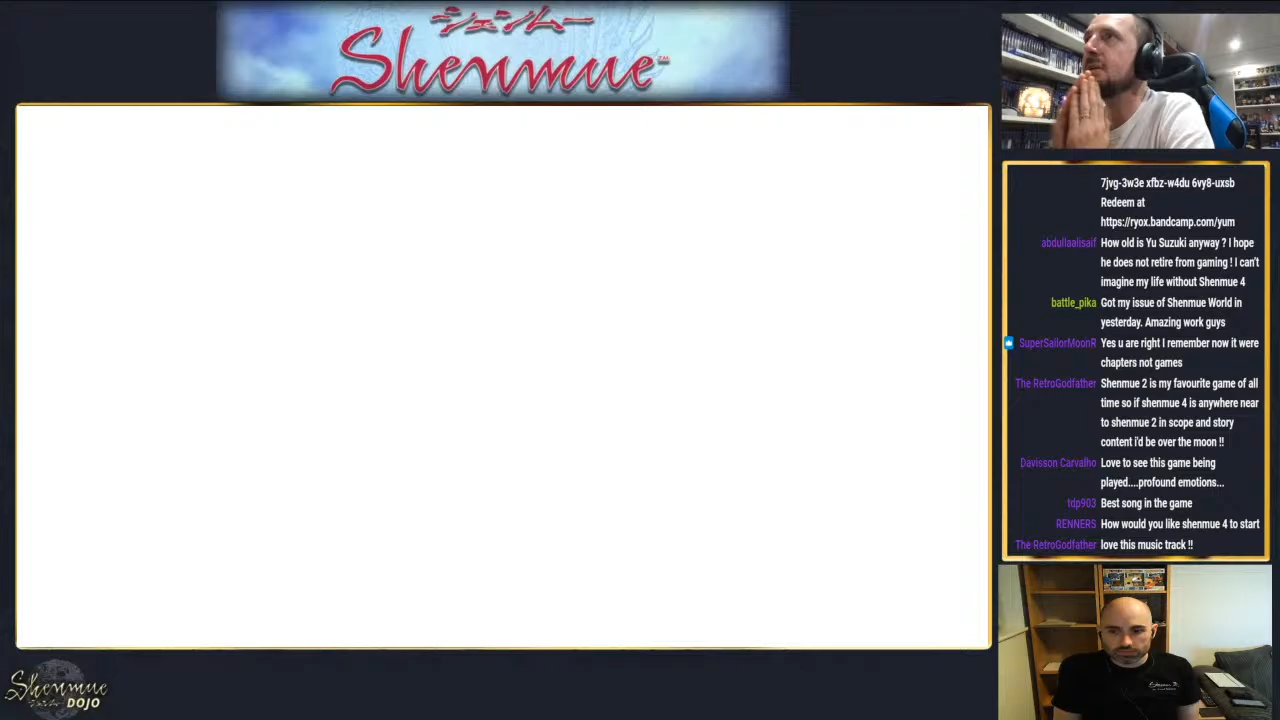 シェンムー
Shenmue™
7jvg-3w3e xfbz-w4du 6vy8-uxsb
Redeem at
https://ryox.bandcamp.com/yum
abdullaalisaif How old is Yu Suzuki anyway ? I hope
he does not retire from gaming ! I can't
imagine my life without Shenmue 4
battle_pika Got my issue of Shenmue World in
yesterday. Amazing work guys
SuperSailorMoonR Yes u are right I remember now it were
chapters not games
The RetroGodfather Shenmue 2 is my favourite game of all
time so if shenmue 4 is anywhere near
to shenmue 2 in scope and story
content i'd be over the moon !!
Davisson Carvalho Love to see this game being
played....profound emotions...
tdp903 Best song in the game
RENNERS How would you like shenmue 4 to start
The RetroGodfather love this music track !!
Shenmue
シェンムー DOJO